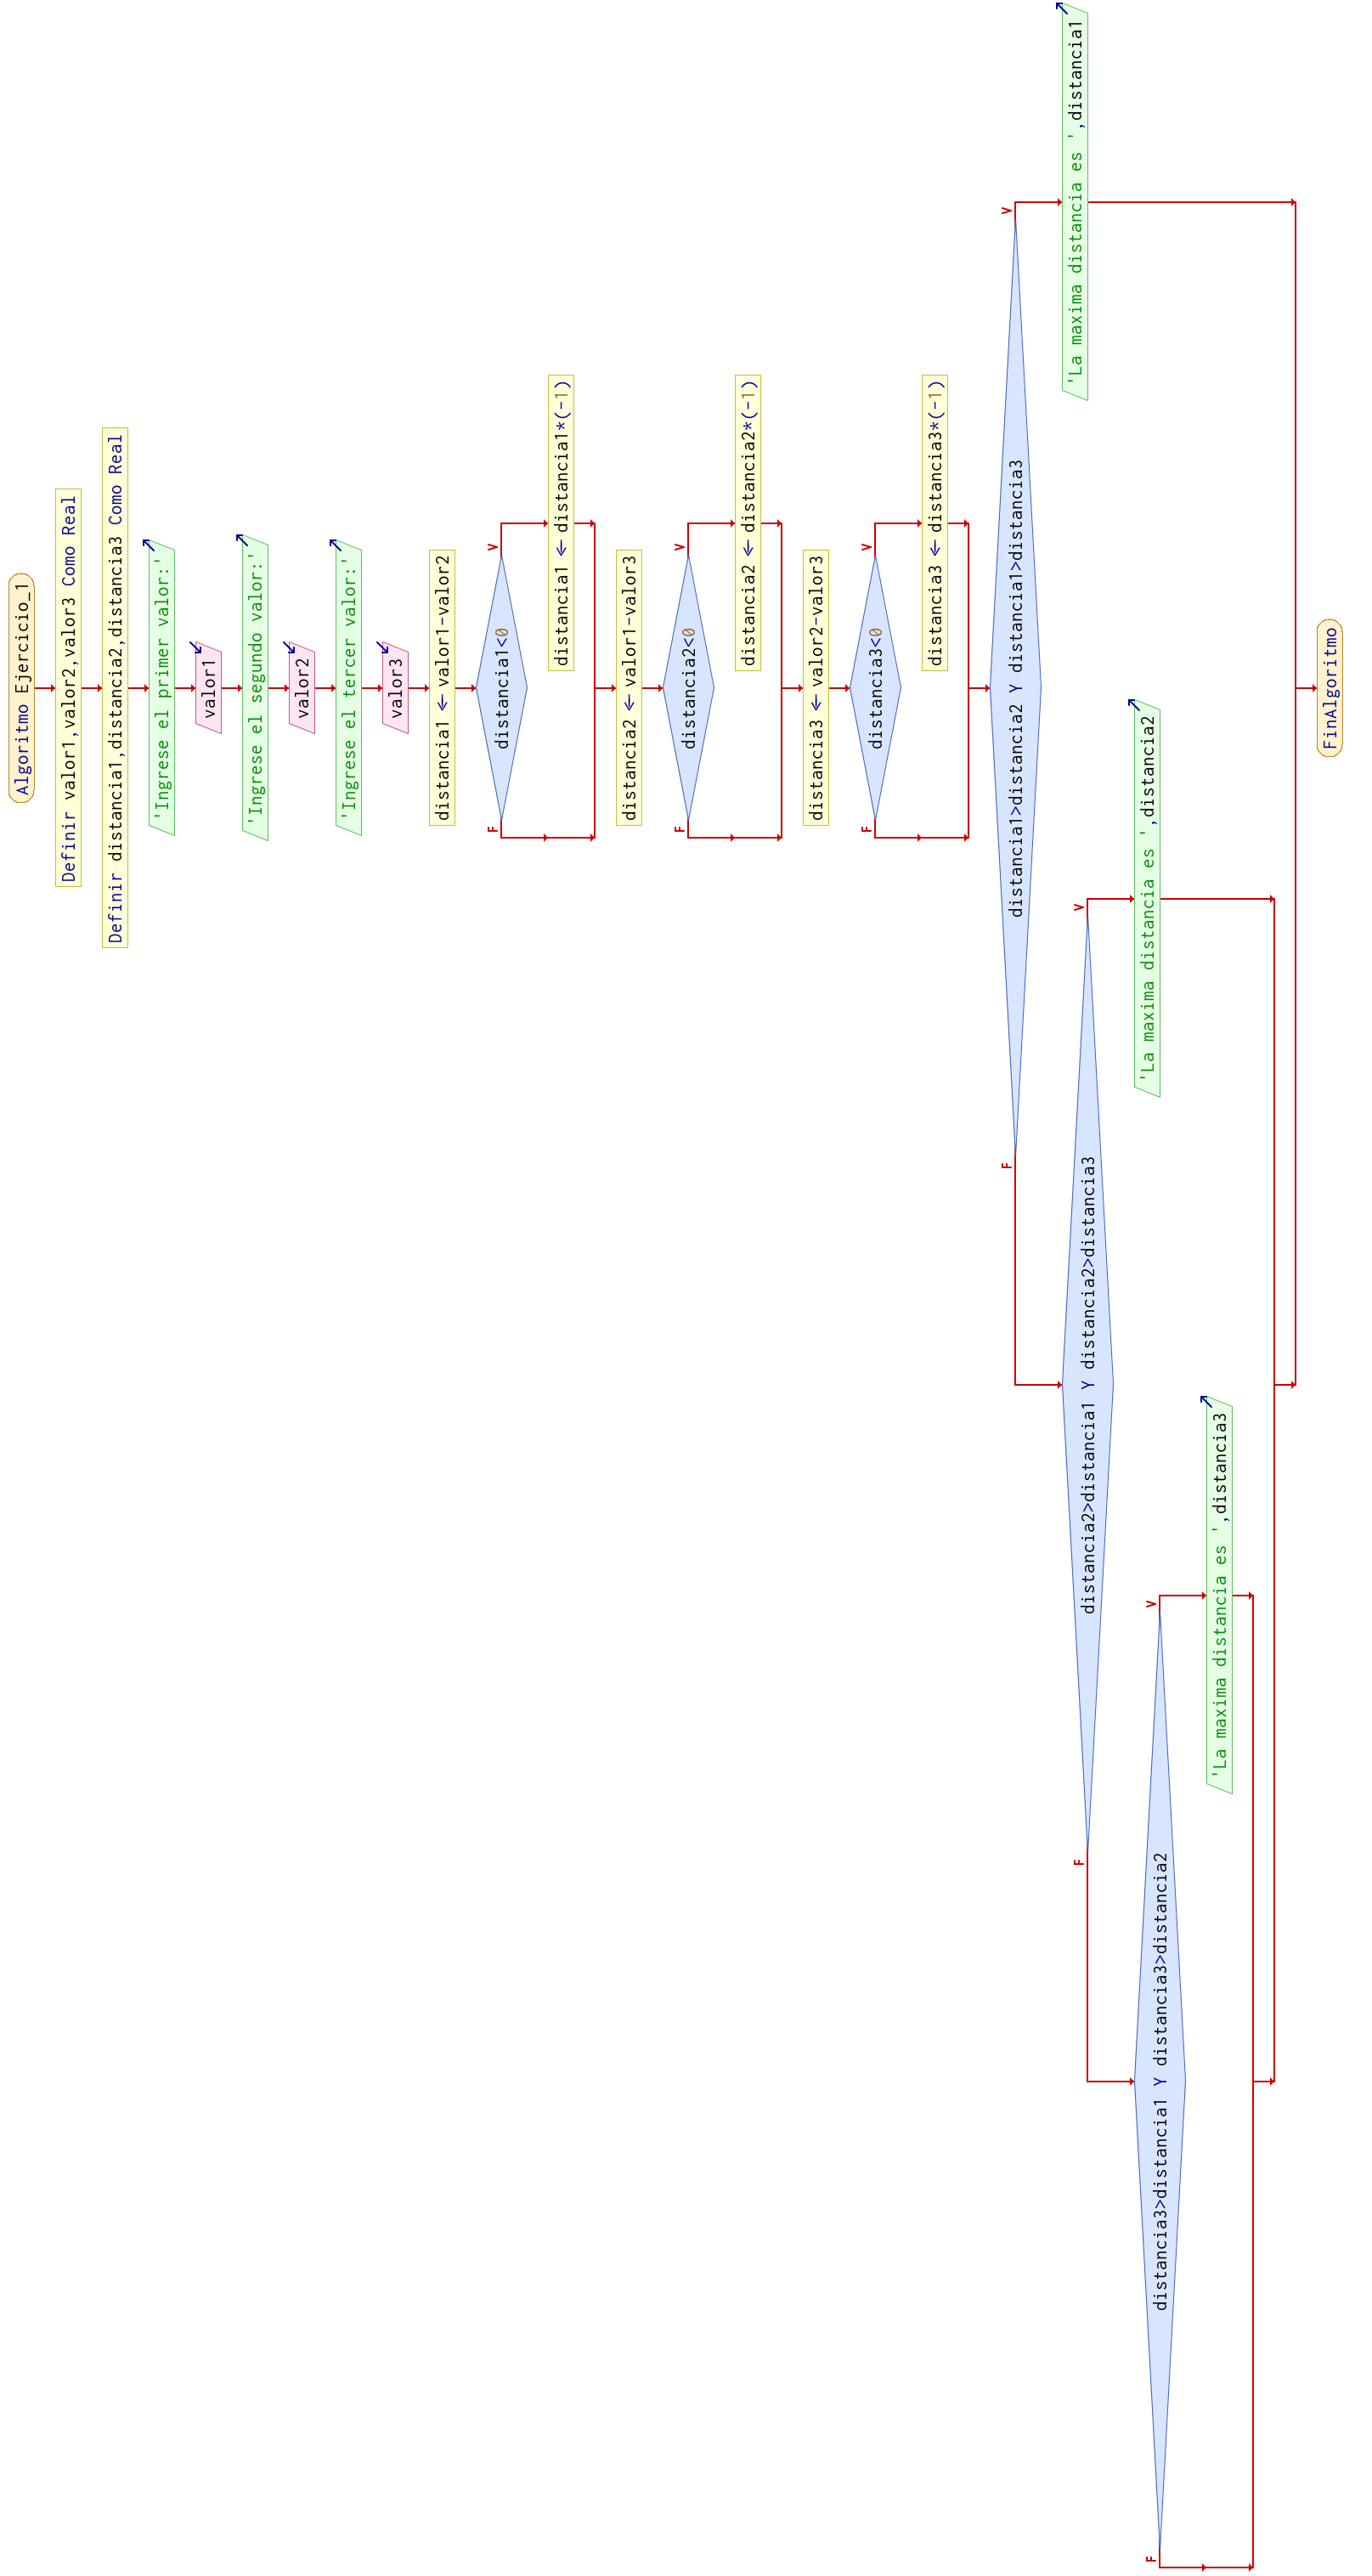 Algoritmo Ejercicio_1
Definir valor1,valor2,valor3 Como Real
Definir distancia1,distancia2,distancia3 Como Real
'Ingrese el primer valor:'
valor1
'Ingrese el segundo valor:'
valor2
'Ingrese el tercer valor:'
valor3
distancia1 ← valor1-valor2
distancia1<0
F
V
distancia1 ← distancia1*(-1)
distancia2 ← valor1-valor3
distancia2<0
F
V
distancia2 ← distancia2*(-1)
distancia3 ← valor2-valor3
distancia3<0
F
V
distancia3 ← distancia3*(-1)
distancia1>distancia2 Y distancia1>distancia3
F
V
'La maxima distancia es ',distancia1
distancia2>distancia1 Y distancia2>distancia3
F
V
'La maxima distancia es ',distancia2
distancia3>distancia1 Y distancia3>distancia2
F
V
'La maxima distancia es ',distancia3
FinAlgoritmo